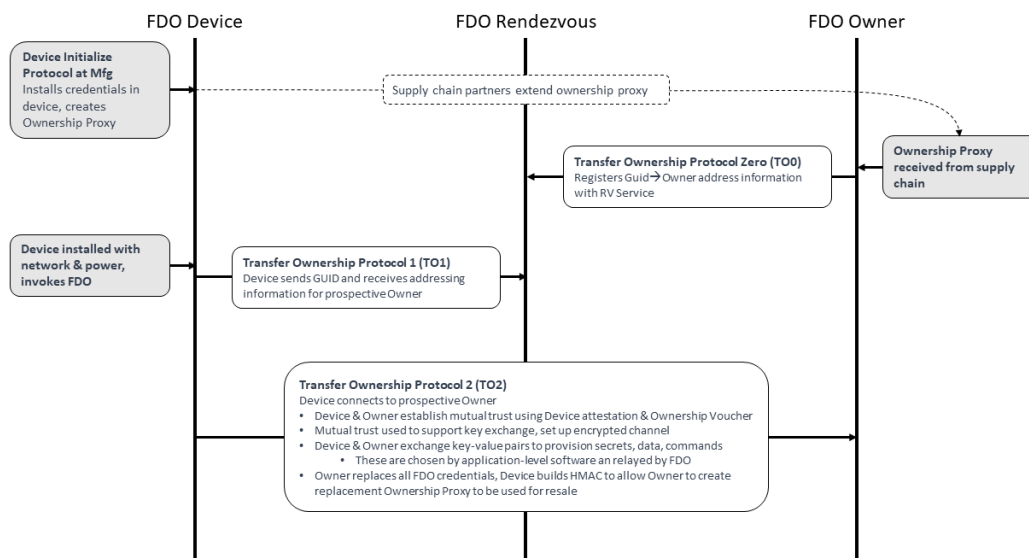 FDO Device
FDO Rendezvous
FDO Owner
Device Initialize
Protocol at Mfg
Installs credentials in
device, creates
Ownership Proxy
Supply chain partners extend ownership proxy
Transfer Ownership Protocol Zero (TO0)
Registers Guid→Owner address information
with RV Service
Ownership Proxy
received from supply
chain
Device installed with
network & power,
invokes FDO
Transfer Ownership Protocol 1 (TO1)
Device sends GUID and receives addressing
information for prospective Owner
Transfer Ownership Protocol 2 (TO2)
Device connects to prospective Owner
• Device & Owner establish mutual trust using Device attestation & Ownership Voucher
• Mutual trust used to support key exchange, set up encrypted channel
• Device & Owner exchange key-value pairs to provision secrets, data, commands
• These are chosen by application-level software an relayed by FDO
• Owner replaces all FDO credentials, Device builds HMAC to allow Owner to create
replacement Ownership Proxy to be used for resale